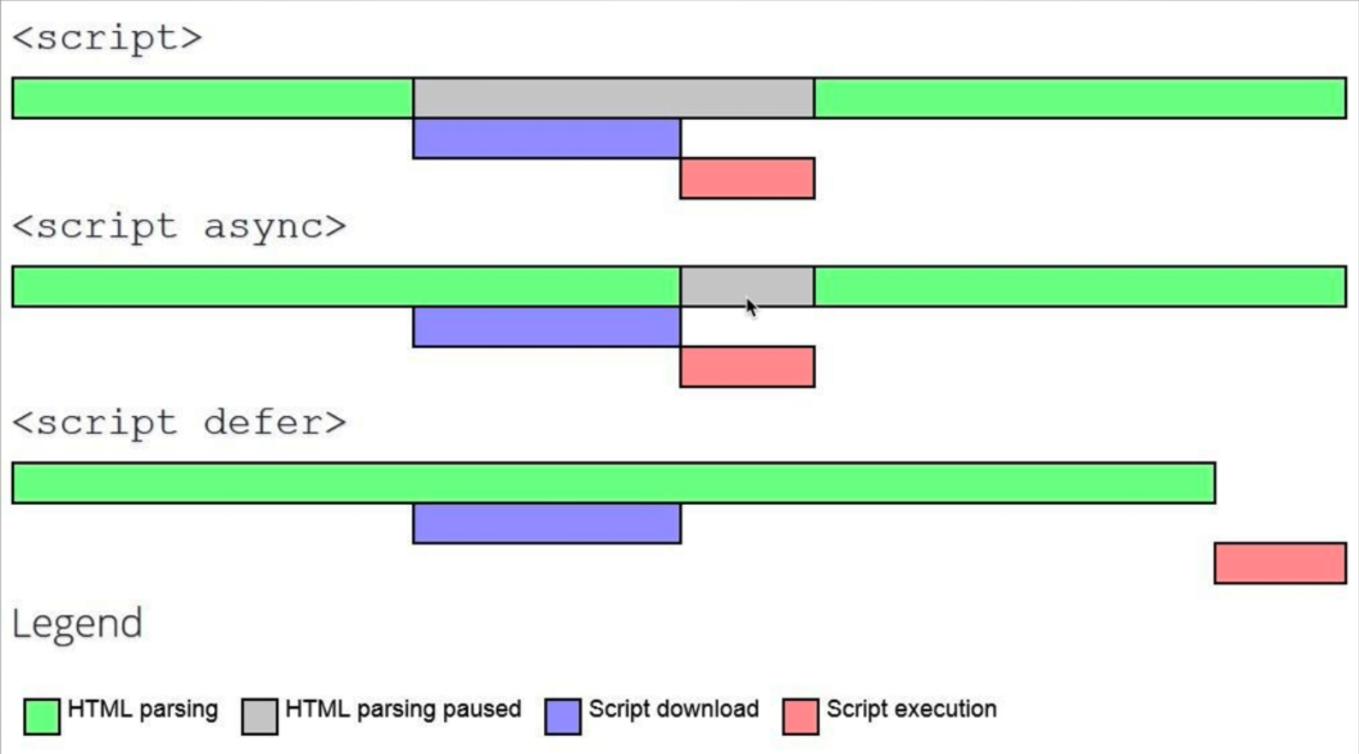 <script>
<script async>
<script defer>
Legend
HTML parsing HTML parsing paused Script download Script execution